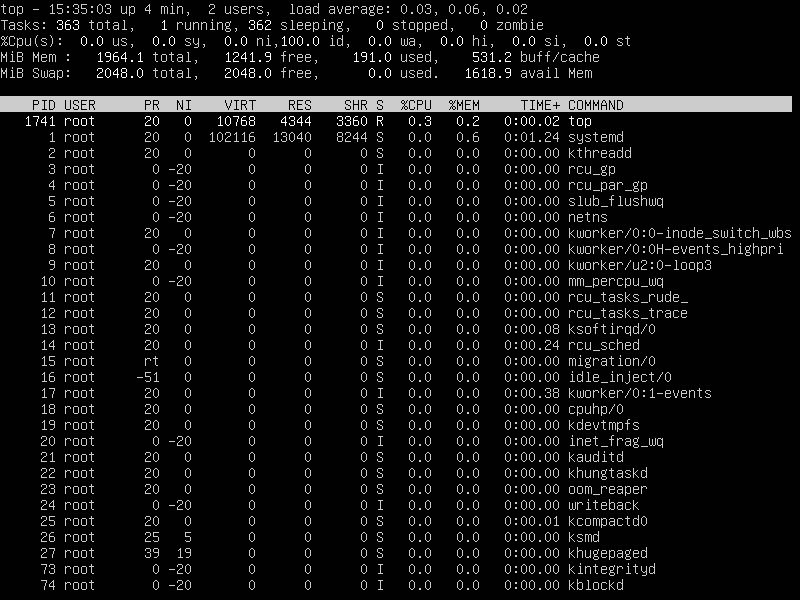 top - 15:35:03 up 4 min,  2 users,  load average: 0.03, 0.06, 0.02
Tasks: 363 total,   1 running, 362 sleeping,   0 stopped,   0 zombie
%Cpu(s):  0.0 us,  0.0 sy,  0.0 ni,100.0 id,  0.0 wa,  0.0 hi,  0.0 si,  0.0 st
MiB Mem :   1964.1 total,   1241.9 free,    191.0 used,    531.2 buff/cache
MiB Swap:   2048.0 total,   2048.0 free,      0.0 used.   1618.9 avail Mem
PID USER      PR  NI    VIRT    RES    SHR S  %CPU  %MEM     TIME+ COMMAND
1741 root      20   0   10768   4344   3360 R   0.3   0.2   0:00.02 top
1 root      20   0  102116  13040   8244 S   0.0   0.6   0:01.24 systemd
2 root      20   0       0      0      0 S   0.0   0.0   0:00.00 kthreadd
3 root       0 -20       0      0      0 I   0.0   0.0   0:00.00 rcu_gp
4 root       0 -20       0      0      0 I   0.0   0.0   0:00.00 rcu_par_gp
5 root       0 -20       0      0      0 I   0.0   0.0   0:00.00 slub_flushwq
6 root       0 -20       0      0      0 I   0.0   0.0   0:00.00 netns
7 root      20   0       0      0      0 I   0.0   0.0   0:00.00 kworker/0:0-inode_switch_wbs
8 root       0 -20       0      0      0 I   0.0   0.0   0:00.00 kworker/0:0H-events_highpri
9 root      20   0       0      0      0 I   0.0   0.0   0:00.00 kworker/u2:0-loop3
10 root       0 -20       0      0      0 I   0.0   0.0   0:00.00 mm_percpu_wq
11 root      20   0       0      0      0 S   0.0   0.0   0:00.00 rcu_tasks_rude_
12 root      20   0       0      0      0 S   0.0   0.0   0:00.00 rcu_tasks_trace
13 root      20   0       0      0      0 S   0.0   0.0   0:00.08 ksoftirqd/0
14 root      20   0       0      0      0 I   0.0   0.0   0:00.24 rcu_sched
15 root      rt   0       0      0      0 S   0.0   0.0   0:00.00 migration/0
16 root     -51   0       0      0      0 S   0.0   0.0   0:00.00 idle_inject/0
17 root      20   0       0      0      0 I   0.0   0.0   0:00.38 kworker/0:1-events
18 root      20   0       0      0      0 S   0.0   0.0   0:00.00 cpuhp/0
19 root      20   0       0      0      0 S   0.0   0.0   0:00.00 kdevtmpfs
20 root       0 -20       0      0      0 I   0.0   0.0   0:00.00 inet_frag_wq
21 root      20   0       0      0      0 S   0.0   0.0   0:00.00 kauditd
22 root      20   0       0      0      0 S   0.0   0.0   0:00.00 khungtaskd
23 root      20   0       0      0      0 S   0.0   0.0   0:00.00 oom_reaper
24 root       0 -20       0      0      0 I   0.0   0.0   0:00.00 writeback
25 root      20   0       0      0      0 S   0.0   0.0   0:00.01 kcompactd0
26 root      25   5       0      0      0 S   0.0   0.0   0:00.00 ksmd
27 root      39  19       0      0      0 S   0.0   0.0   0:00.00 khugepaged
73 root       0 -20       0      0      0 I   0.0   0.0   0:00.00 kintegrityd
74 root       0 -20       0      0      0 I   0.0   0.0   0:00.00 kblockd